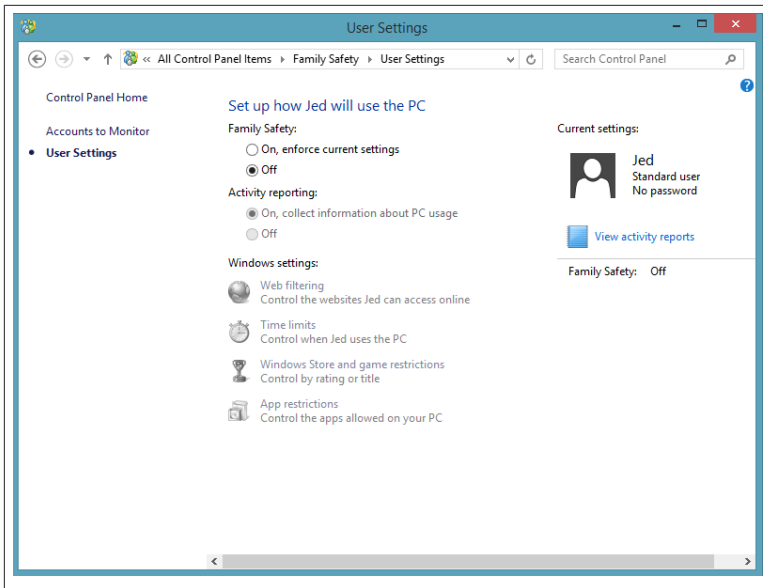 User Settings
« All Control Panel Items Family Safety User Settings
Search Control Panel
Control Panel Home
Accounts to Monitor
• User Settings
Set up how Jed will use the PC
Family Safety:
On, enforce current settings
Off
Activity reporting:
On, collect information about PC usage
Off
Windows settings:
Web filtering
Control the websites Jed can access online
Time limits
Control when Jed uses the PC
Windows Store and game restrictions
Control by rating or title
App restrictions
Control the apps allowed on your PC
Current settings:
Jed
Standard user
No password
View activity reports
Family Safety: Off